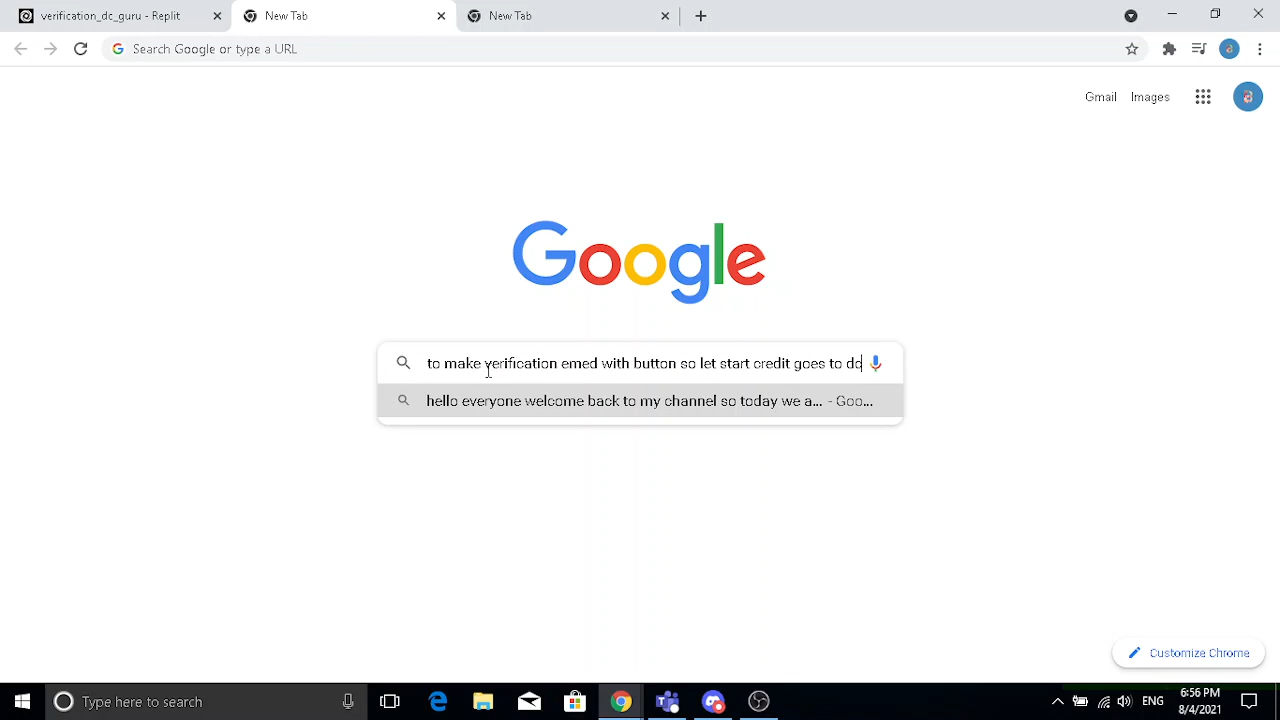 verification_dc_guru - Replit
New Tab
New Tab
Search Google or type a URL
Gmail
Images
Google
to make verification emed with button so let start credit goes to dc
hello everyone welcome back to my channel so today we a... - Goo...
Customize Chrome
Type here to search
ENG
6:56 PM
8/4/2021